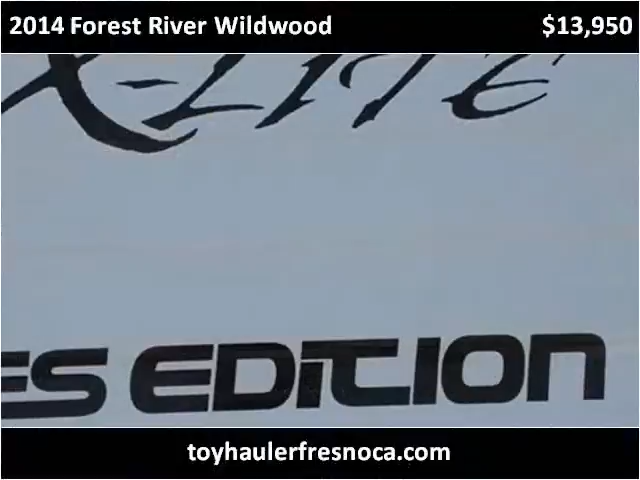 2014 Forest River Wildwood $13,950
X-LITE
ES EDITION
toyhaulerfresnoca.com